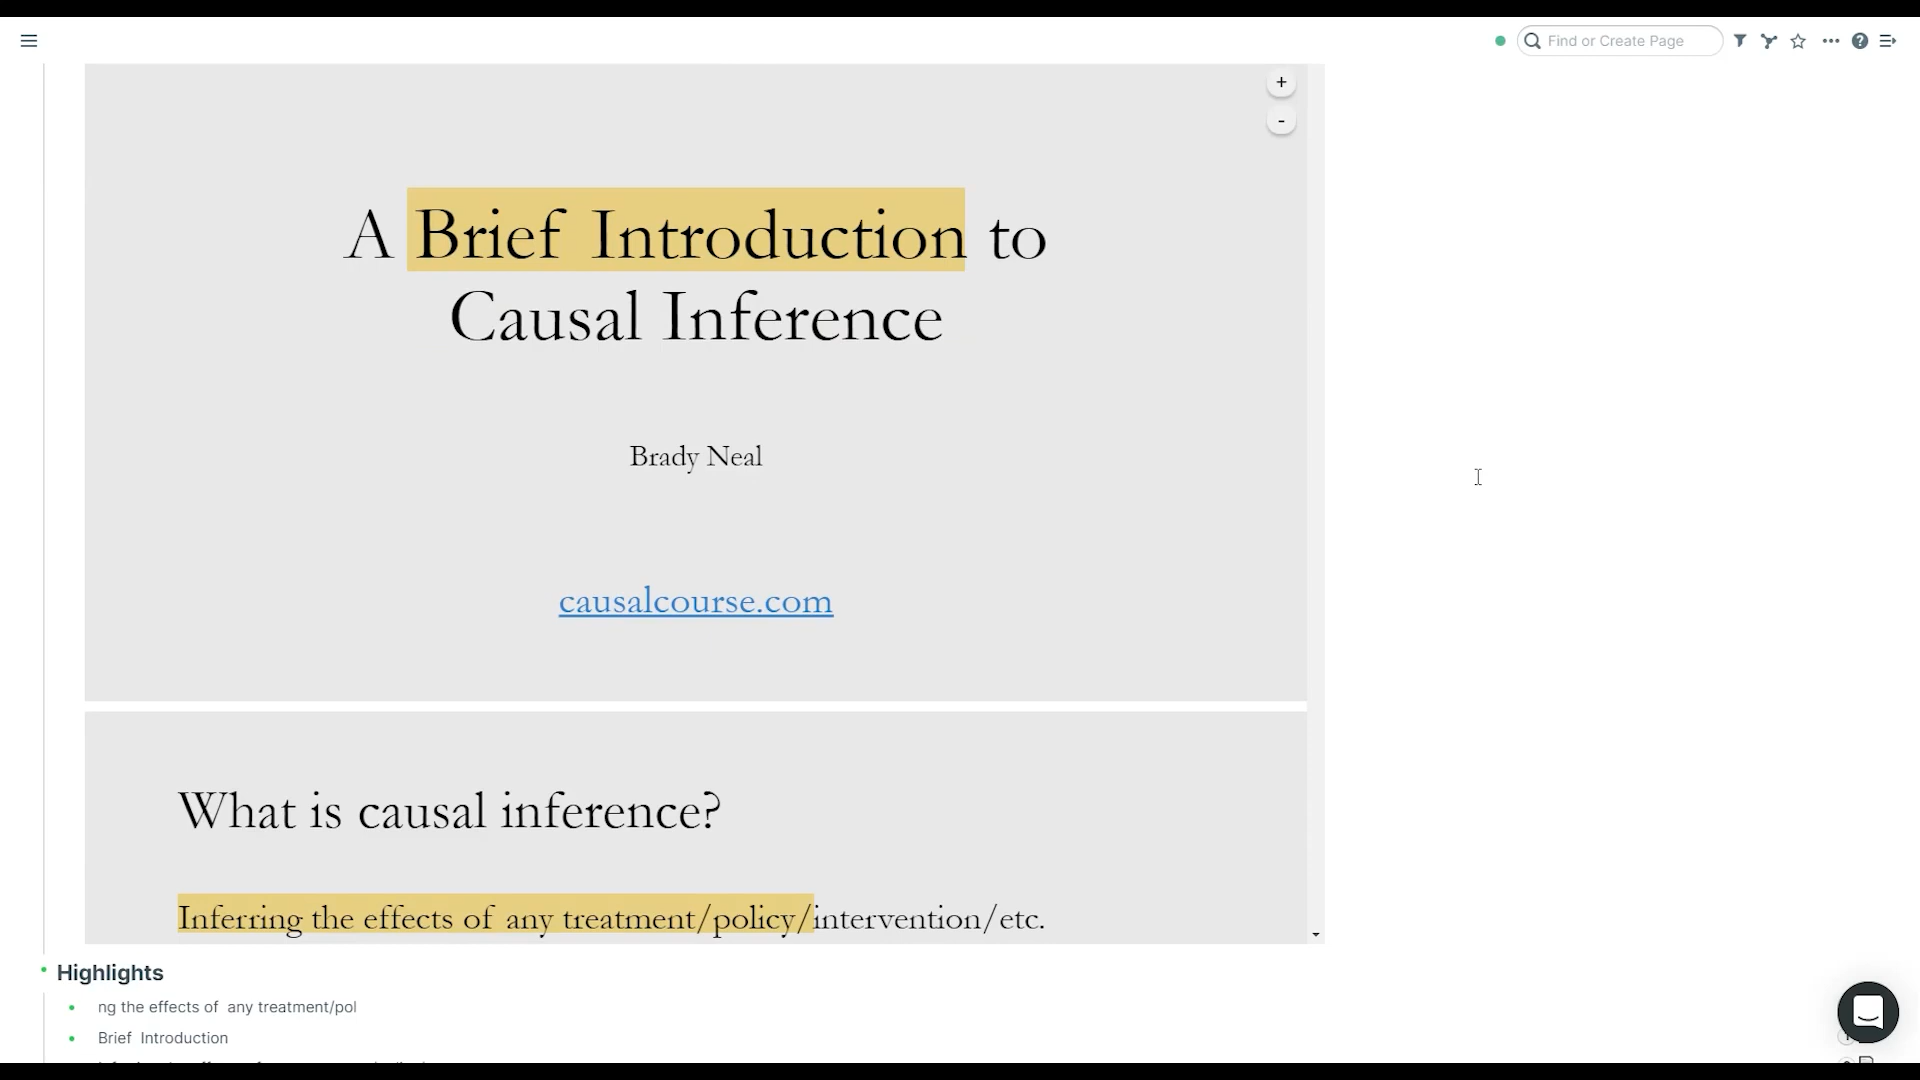 Find or Create Page
+
-
A Brief Introduction to
Causal Inference
Brady Neal
causalcourse.com
What is causal inference?
Inferring the effects of any treatment/policy/intervention/etc.
Highlights
ng the effects of any treatment/pol
Brief Introduction